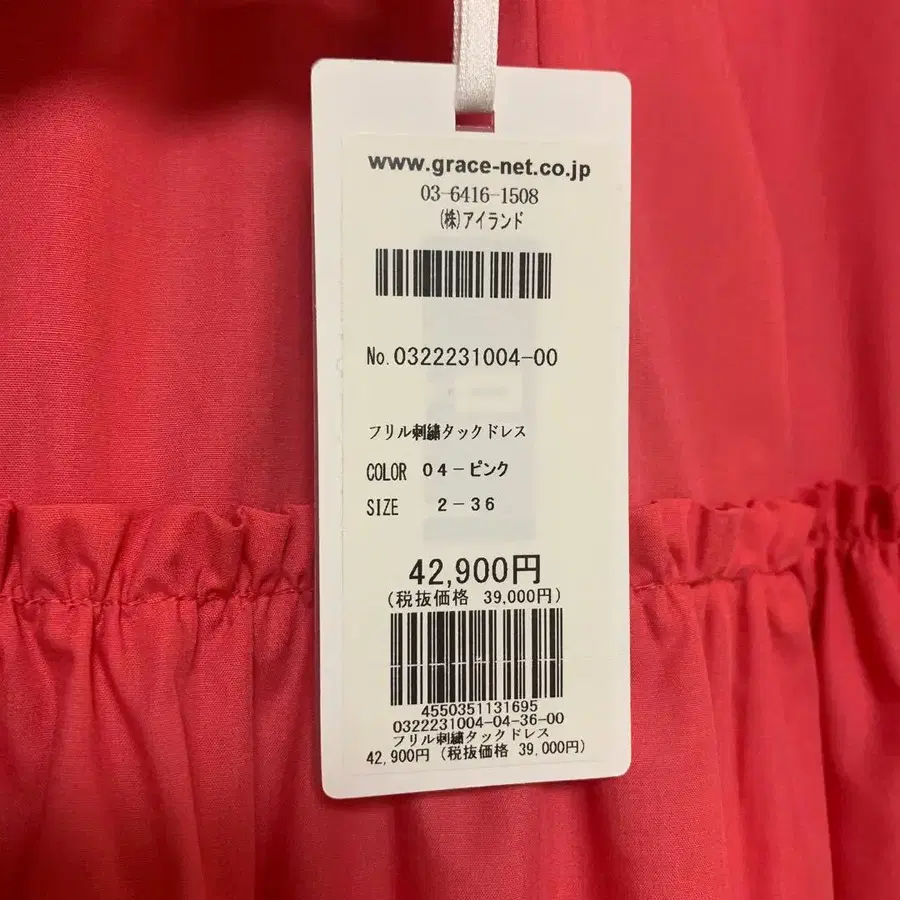 www.grace-net.co.jp
03-6416-1508
(株)アイランド
No.0322231004-00
フリル刺繍タックドレス
COLOR 04-ピンク
SIZE 2-36
42,900円
(税抜価格 39,000円)
4550351131695
0322231004-04-36-00
フリル刺繍タックドレス
42,900円 (税抜価格 39,000円)